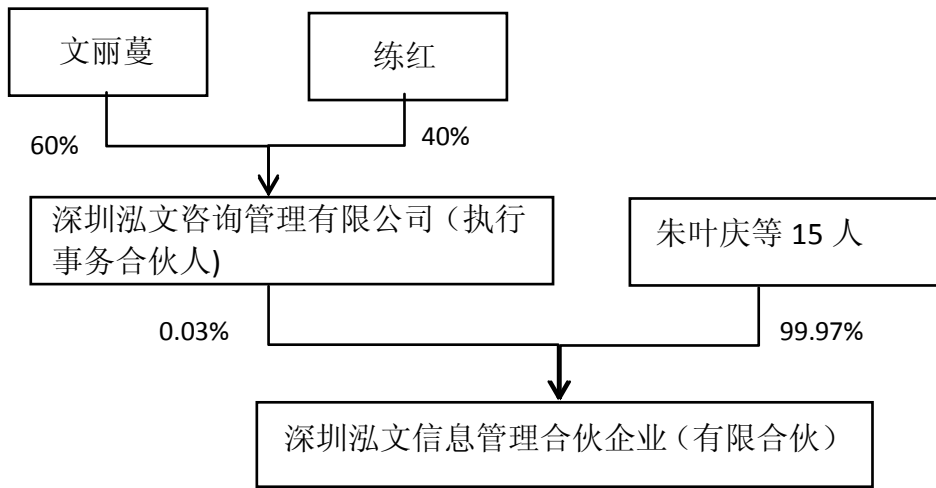 文丽蔓
练红
60%
40%
深圳泓文咨询管理有限公司（执行
事务合伙人)
朱叶庆等 15 人
0.03%
99.97%
深圳泓文信息管理合伙企业（有限合伙）